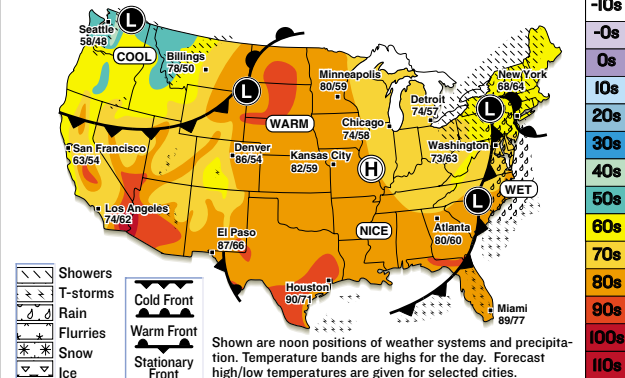 -10s
L
Seattle
58/48
COOL
Billings
78/50
-0s
0s
L
Minneapolis
80/59
New York
68/64
Detroit
74/57
L
10s
20s
WARM
Chicago
74/58
30s
San Francisco
63/54
Denver
86/54
Kansas City
82/59
Washington
73/63
H
40s
50s
WET
L
Los Angeles
74/62
El Paso
87/66
NICE
Atlanta
80/60
60s
70s
Houston
90/71
Miami
89/77
80s
90s
100s
110s
Showers
T-storms
Rain
Flurries
Snow
Ice
Cold Front
Warm Front
Stationary
Front
Shown are noon positions of weather systems and precipita-
tion. Temperature bands are highs for the day. Forecast
high/low temperatures are given for selected cities.